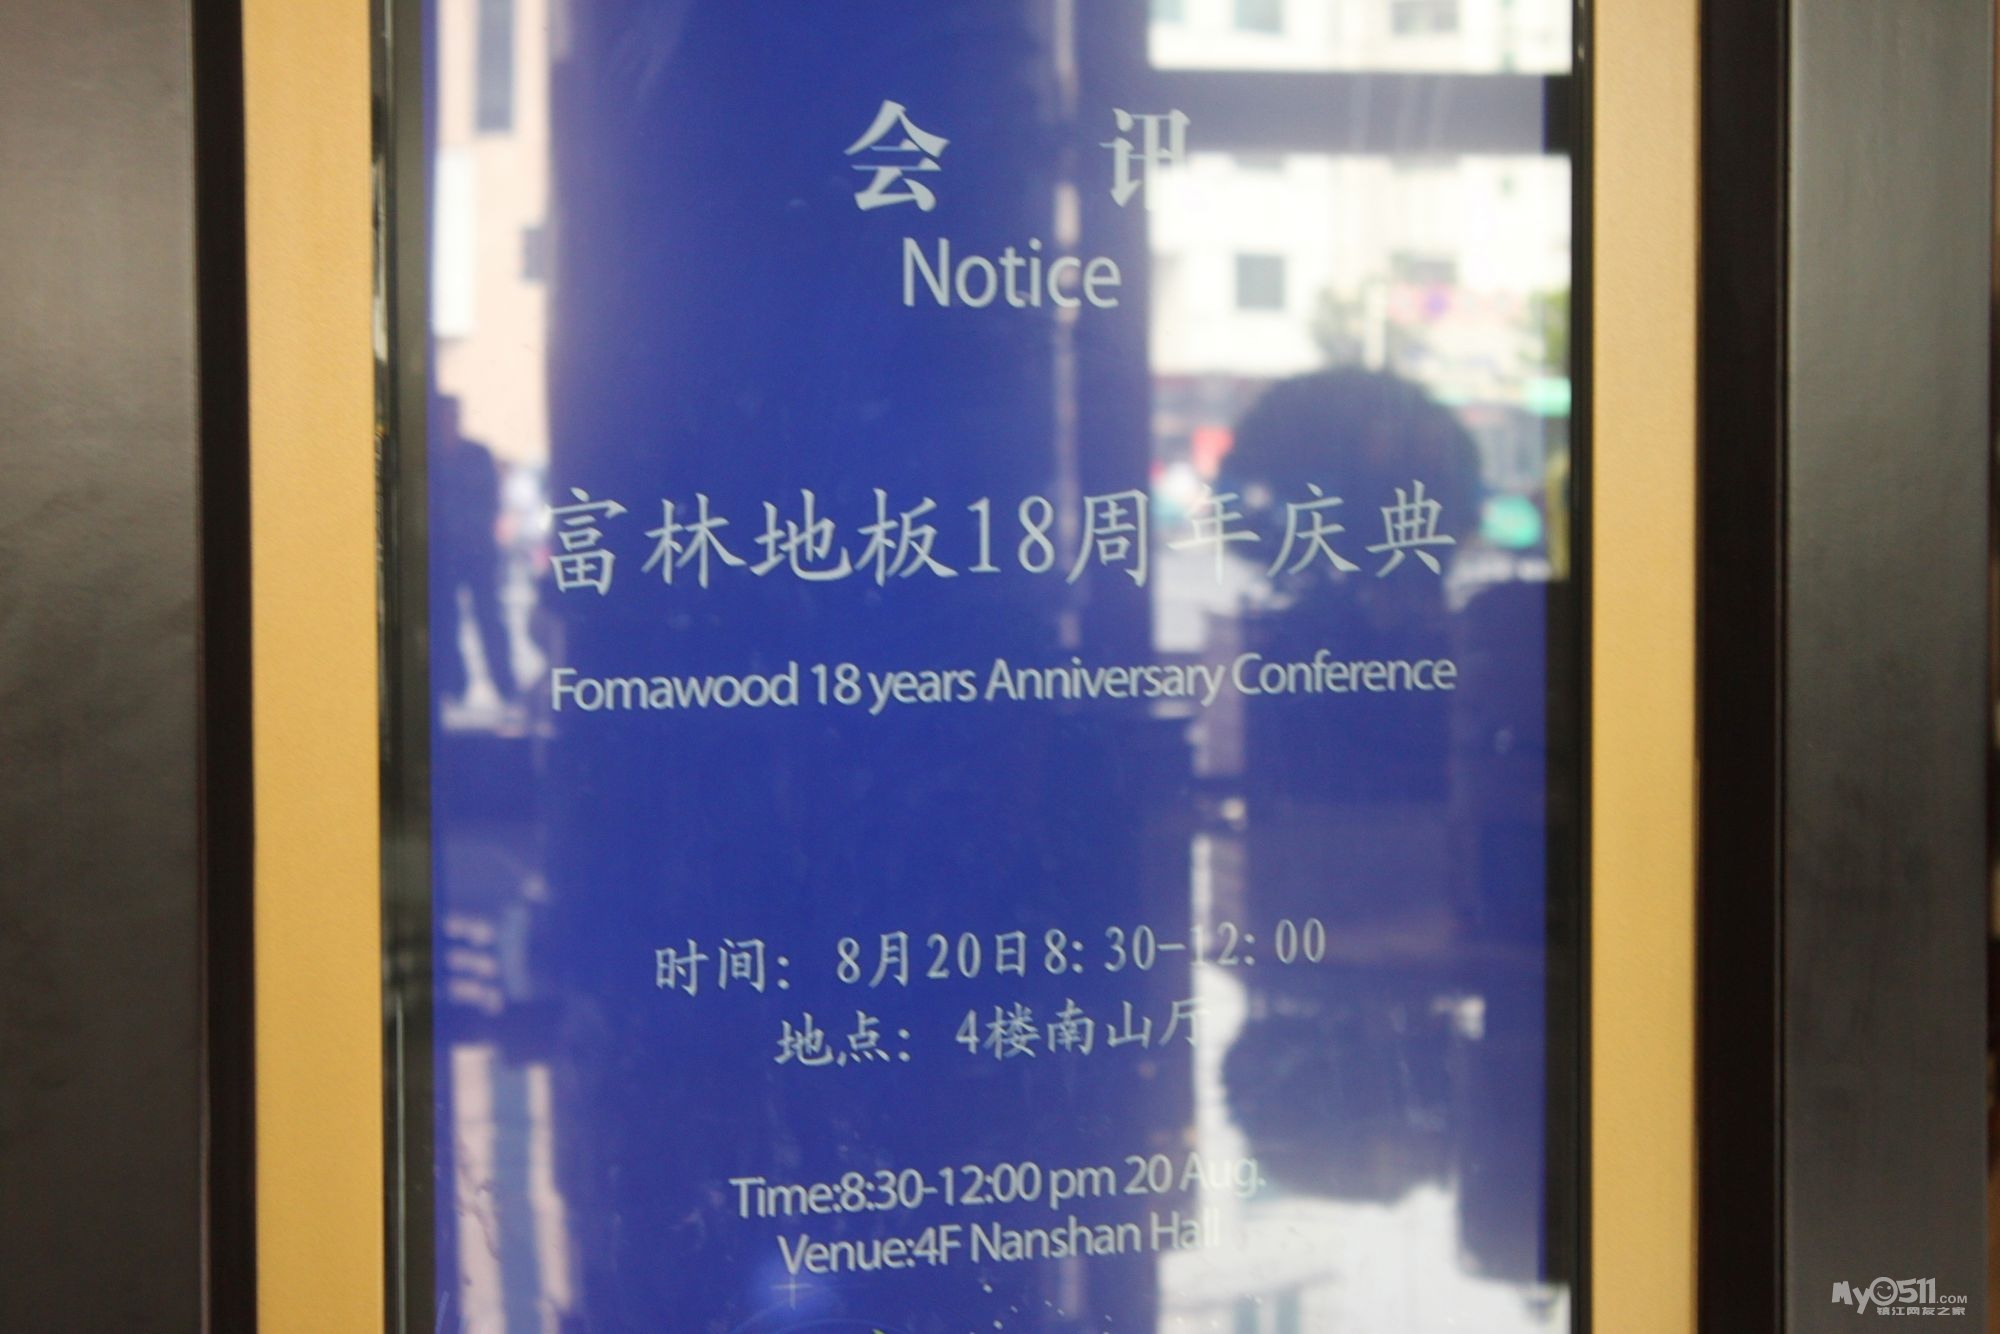 会 讯
Notice
富林地板18周年庆典
Fomawood 18 years Anniversary Conference
时间：8月20日8：30-12：00
地点：4楼南山厅
Time:8:30-12:00 pm 20 Aug.
Venue:4F Nanshan Hall
My0511.COM
镇江网友之家